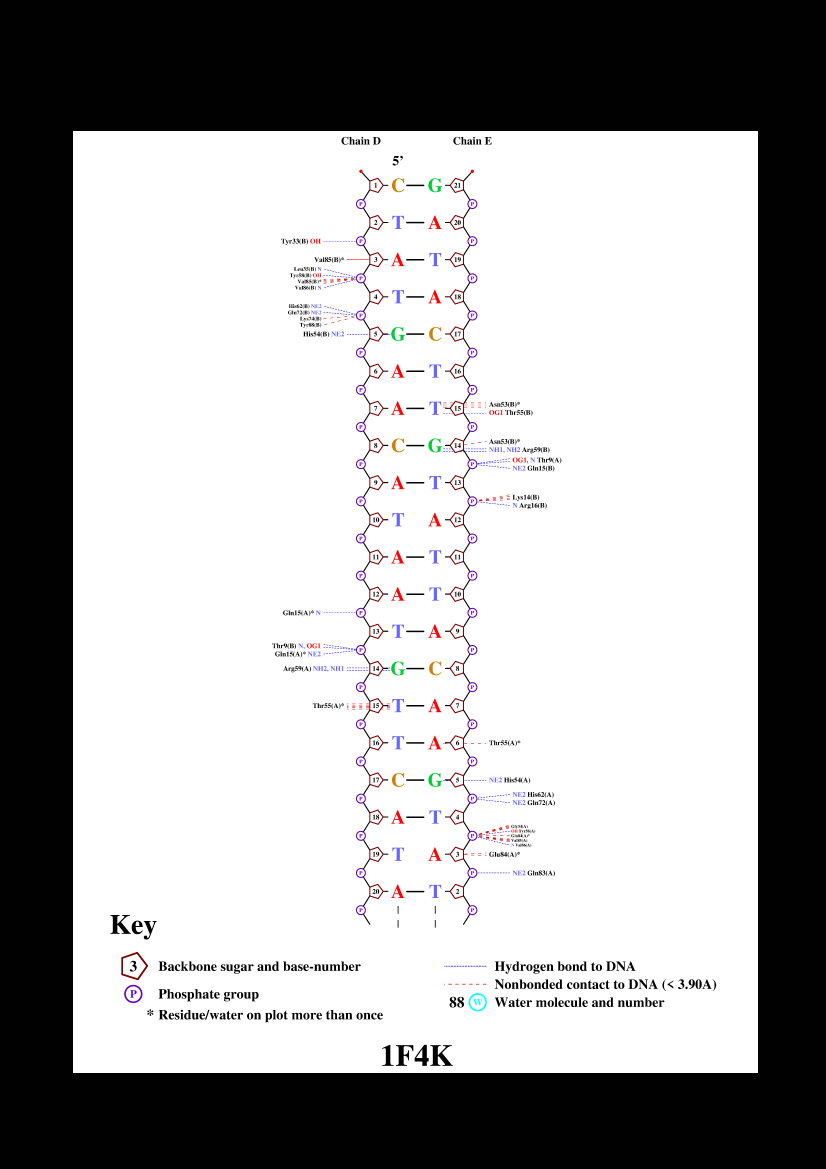 Chain D Chain E
5'
1 C G 21
P P
2 T A 20
Tyr33(B) OH P P
Val85(B)* 3 A T 19
Leu35(B) N
Tyr58(B) OH
Val85(B)*
Val86(B) N
P P
4 T A 18
His62(B) NE2
Gln72(B) NE2
Lys74(B)
Tyr88(B)
P P
His54(B) NE2 5 G C 17
P P
6 A T 16
P P
7 A T 15 Asn53(B)*
OG1 Thr55(B)
P P
8 C G 14 Asn53(B)*
NH1, NH2 Arg59(B)
P P OG1, N Thr9(A)
NE2 Gln15(B)
9 A T 13
P P Lys14(B)
N Arg16(B)
10 T A 12
P P
11 A T 11
P P
12 A T 10
Gln15(A)* N P P
13 T A 9
Thr9(B) N, OG1
Gln15(A)* NE2
P P
Arg59(A) NH2, NH1 14 G C 8
P P
Thr55(A)* 15 T A 7
P P
16 T A 6 Thr55(A)*
P P
17 C G 5 NE2 His54(A)
P P NE2 His62(A)
NE2 Gln72(A)
18 A T 4
P P
OH Tyr58(A)
Glu84(A)*
Val85(A)
N Val86(A)
19 T A 3 Glu84(A)*
P P NE2 Gln83(A)
20 A T 2
P P
Key
3 Backbone sugar and base-number
P Phosphate group
* Residue/water on plot more than once
Hydrogen bond to DNA
Nonbonded contact to DNA (< 3.90A)
88 W Water molecule and number
1F4K